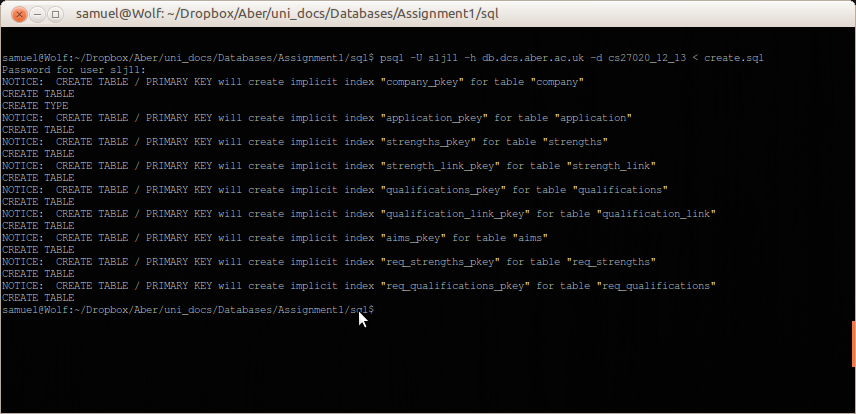 samuel@Wolf: ~/Dropbox/Aber/uni_docs/Databases/Assignment1/sql
samuel@Wolf:~/Dropbox/Aber/uni_docs/Databases/Assignment1/sql$ psql -U slj11 -h db.dcs.aber.ac.uk -d cs27020_12_13 < create.sql
Password for user slj11:
NOTICE:  CREATE TABLE / PRIMARY KEY will create implicit index "company_pkey" for table "company"
CREATE TABLE
CREATE TYPE
NOTICE:  CREATE TABLE / PRIMARY KEY will create implicit index "application_pkey" for table "application"
CREATE TABLE
NOTICE:  CREATE TABLE / PRIMARY KEY will create implicit index "strengths_pkey" for table "strengths"
CREATE TABLE
NOTICE:  CREATE TABLE / PRIMARY KEY will create implicit index "strength_link_pkey" for table "strength_link"
CREATE TABLE
NOTICE:  CREATE TABLE / PRIMARY KEY will create implicit index "qualifications_pkey" for table "qualifications"
CREATE TABLE
NOTICE:  CREATE TABLE / PRIMARY KEY will create implicit index "qualification_link_pkey" for table "qualification_link"
CREATE TABLE
NOTICE:  CREATE TABLE / PRIMARY KEY will create implicit index "aims_pkey" for table "aims"
CREATE TABLE
NOTICE:  CREATE TABLE / PRIMARY KEY will create implicit index "req_strengths_pkey" for table "req_strengths"
CREATE TABLE
NOTICE:  CREATE TABLE / PRIMARY KEY will create implicit index "req_qualifications_pkey" for table "req_qualifications"
CREATE TABLE
samuel@Wolf:~/Dropbox/Aber/uni_docs/Databases/Assignment1/sql$